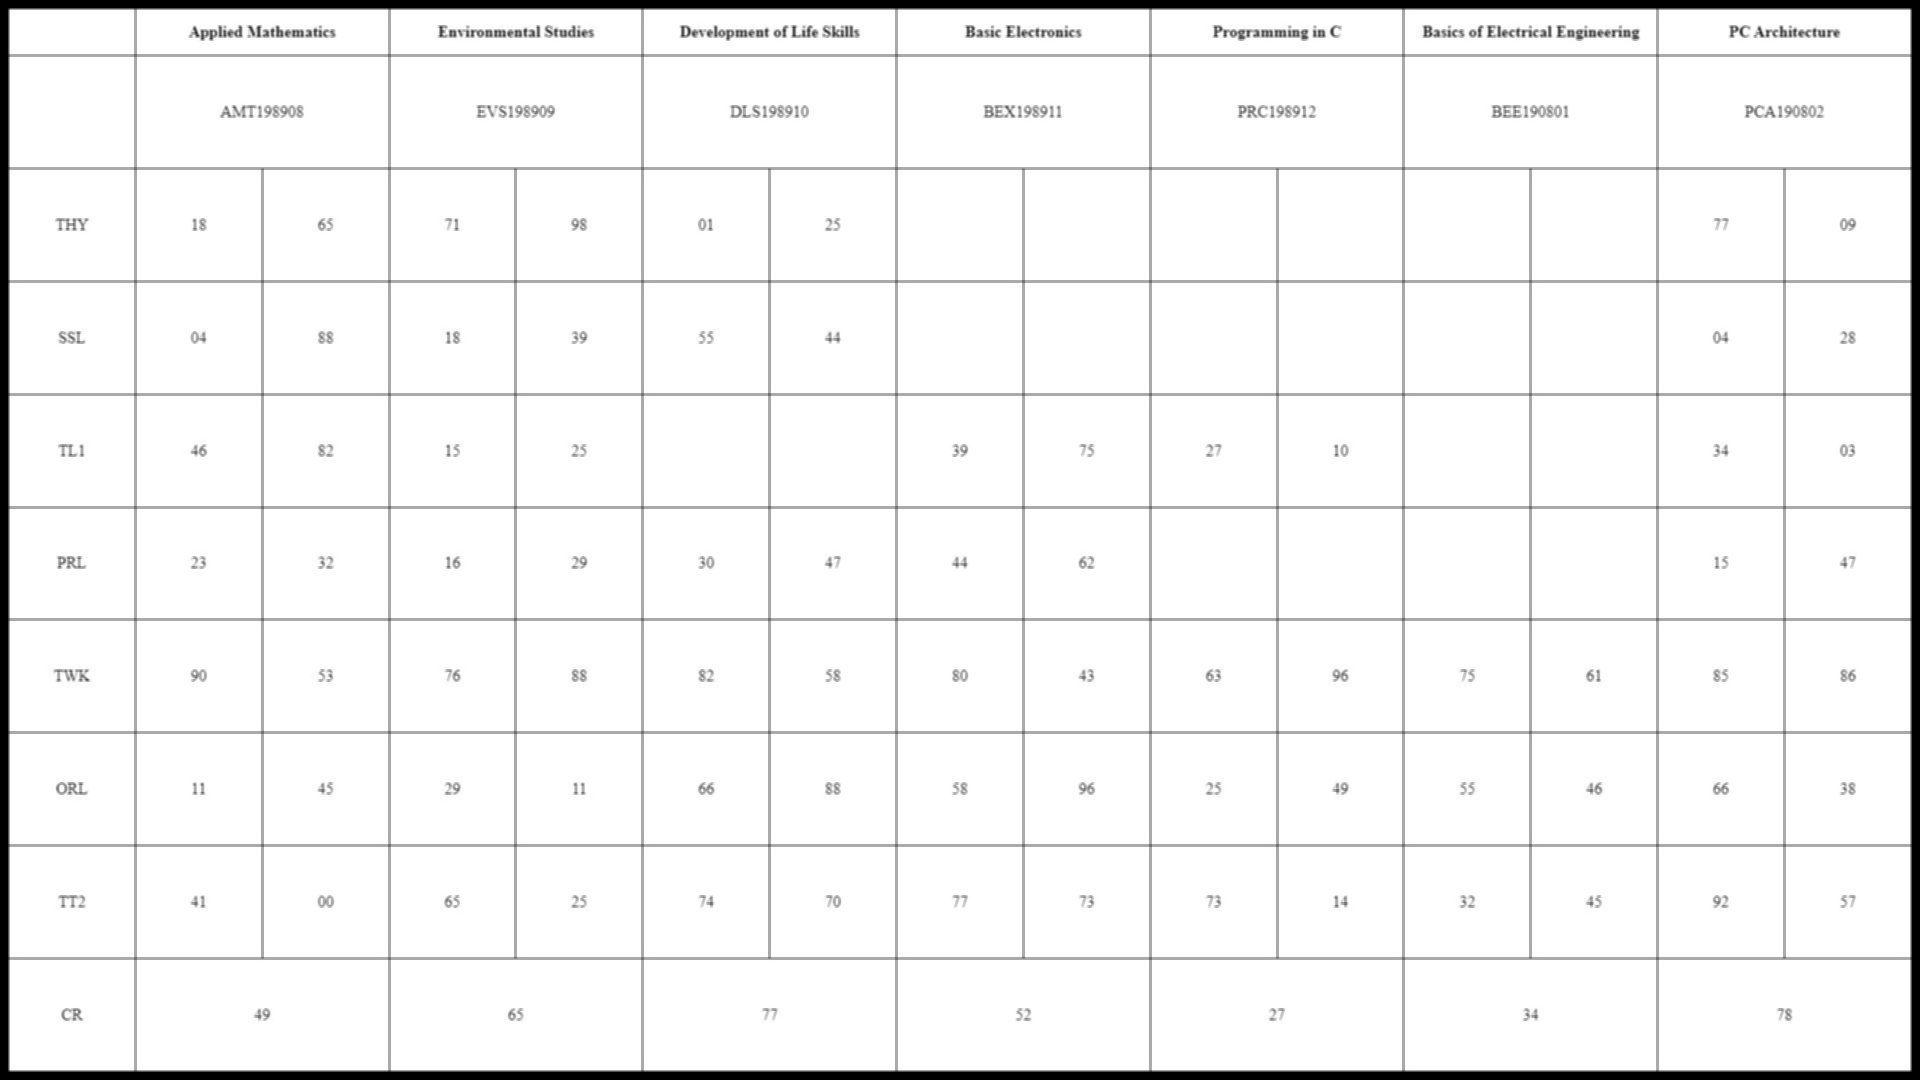 Applied Mathematics Environmental Studies Development of Life Skills Basic Electronics Programming in C Basics of Electrical Engineering PC Architecture
AMT198908 EVS198909 DLS198910 BEX198911 PRC198912 BEE190801 PCA190802
THY 18 65 71 98 01 25 77 09
SSL 04 88 18 39 55 44 04 28
TL1 46 82 15 25 39 75 27 10 34 03
PRL 23 32 16 29 30 47 44 62 15 47
TWK 90 53 76 88 82 58 80 43 63 96 75 61 85 86
ORL 11 45 29 11 66 88 58 96 25 49 55 46 66 38
TT2 41 00 65 25 74 70 77 73 73 14 32 45 92 57
CR 49 65 77 52 27 34 78